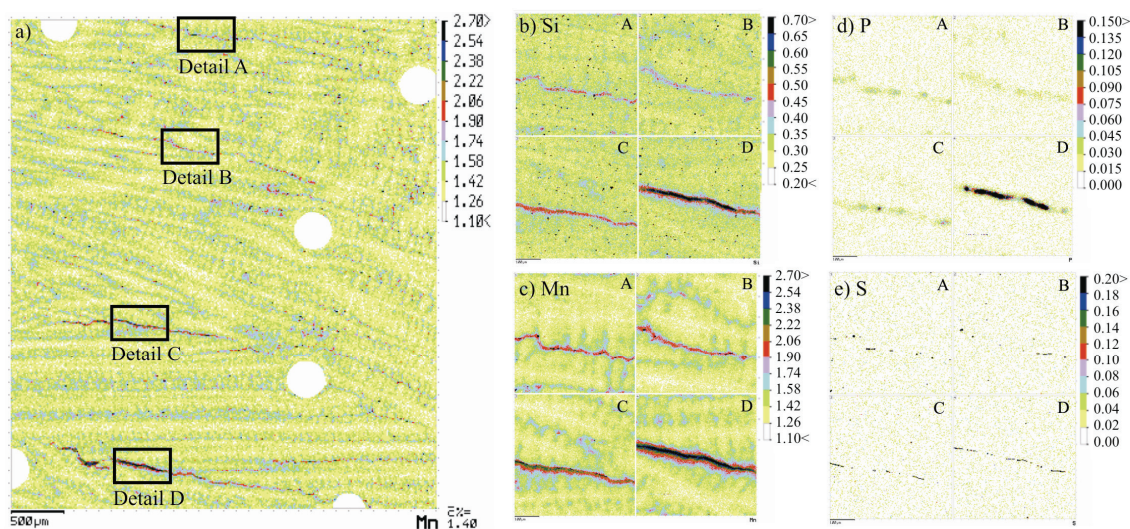 a)
Detail A
Detail B
Detail C
Detail D
500μm
Mn
c̄%=
1.40
2.70>
2.54
2.38
2.22
2.06
1.90
1.74
1.58
1.42
1.26
1.10<
b) Si
A
B
C
D
0.70>
0.65
0.60
0.55
0.50
0.45
0.40
0.35
0.30
0.25
0.20<
Si
c) Mn
A
B
C
D
2.70>
2.54
2.38
2.22
2.06
1.90
1.74
1.58
1.42
1.26
1.10<
Mn
d) P
A
B
C
D
0.150>
0.135
0.120
0.105
0.090
0.075
0.060
0.045
0.030
0.015
0.000
P
e) S
A
B
C
D
0.20>
0.18
0.16
0.14
0.12
0.10
0.08
0.06
0.04
0.02
0.00
S